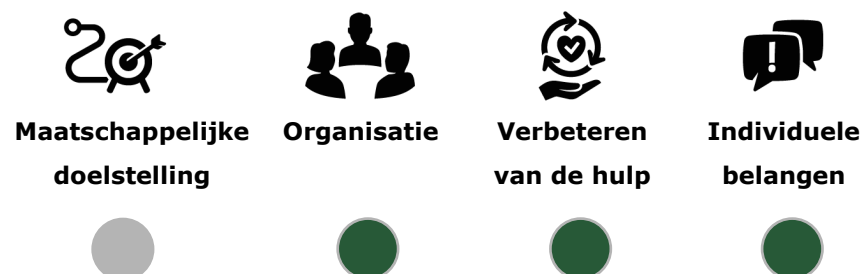 Maatschappelijke
doelstelling
Organisatie
Verbeteren
van de hulp
Individuele
belangen